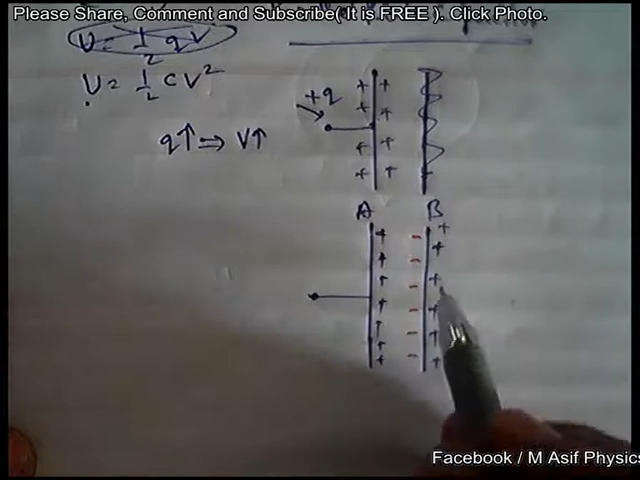 Please Share, Comment and Subscribe( It is FREE ). Click Photo.
U = 1/2 qV
U = 1/2 CV²
q↑ ⇒ V↑
+q
+ +
+ +
+ +
+ +
A B
+ - +
+ - +
+ - +
+ - +
+ - +
+ - +
+ +
Facebook / M Asif Physics